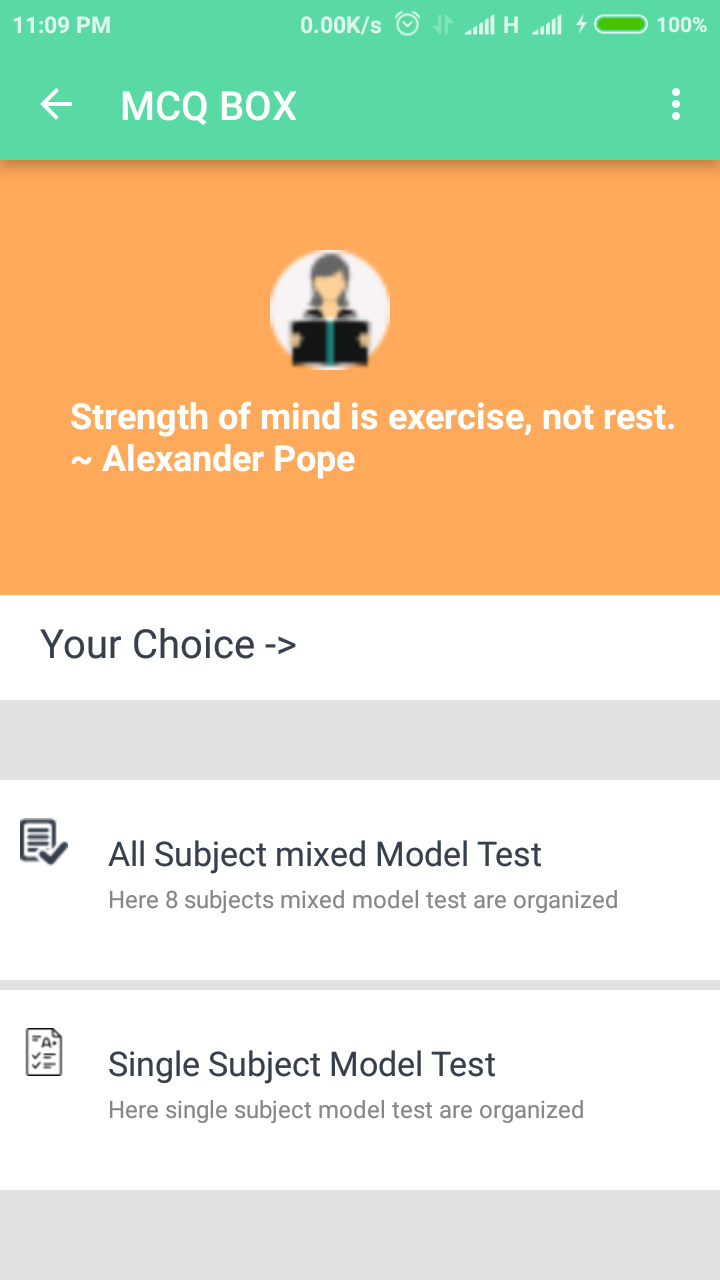 11:09 PM 0.00K/s H 100%
MCQ BOX
Strength of mind is exercise, not rest.
~ Alexander Pope
Your Choice ->
All Subject mixed Model Test
Here 8 subjects mixed model test are organized
A+
Single Subject Model Test
Here single subject model test are organized